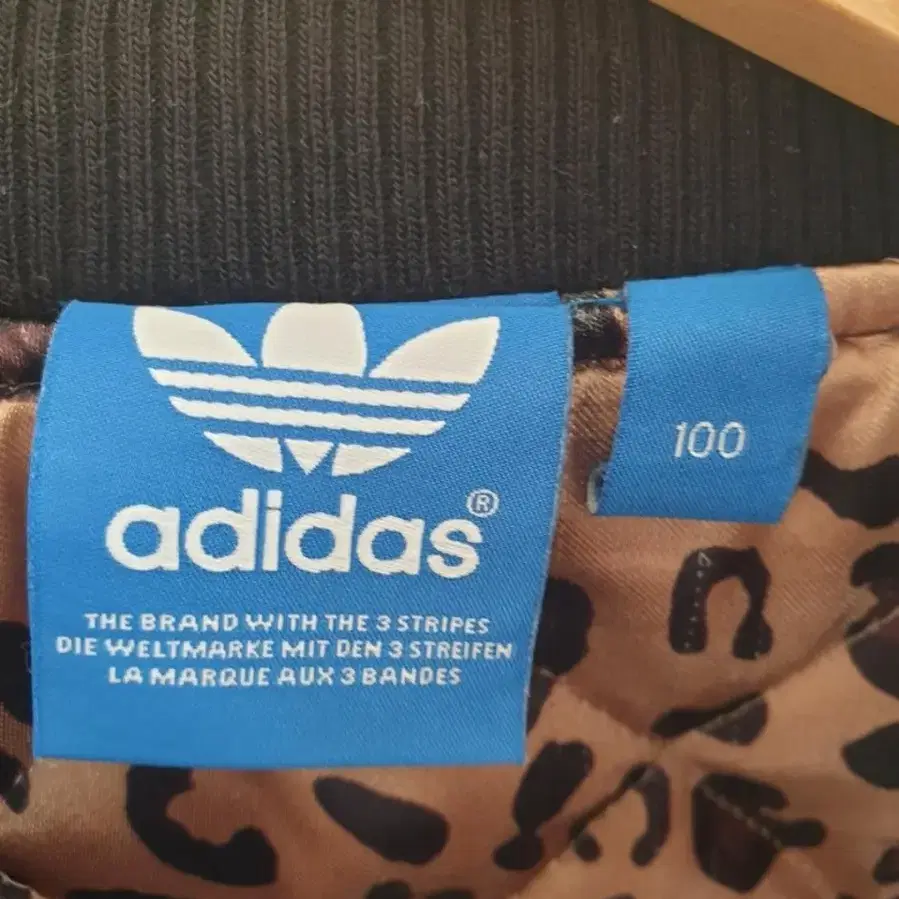 adidas®
THE BRAND WITH THE 3 STRIPES
DIE WELTMARKE MIT DEN 3 STREIFEN
LA MARQUE AUX 3 BANDES
100